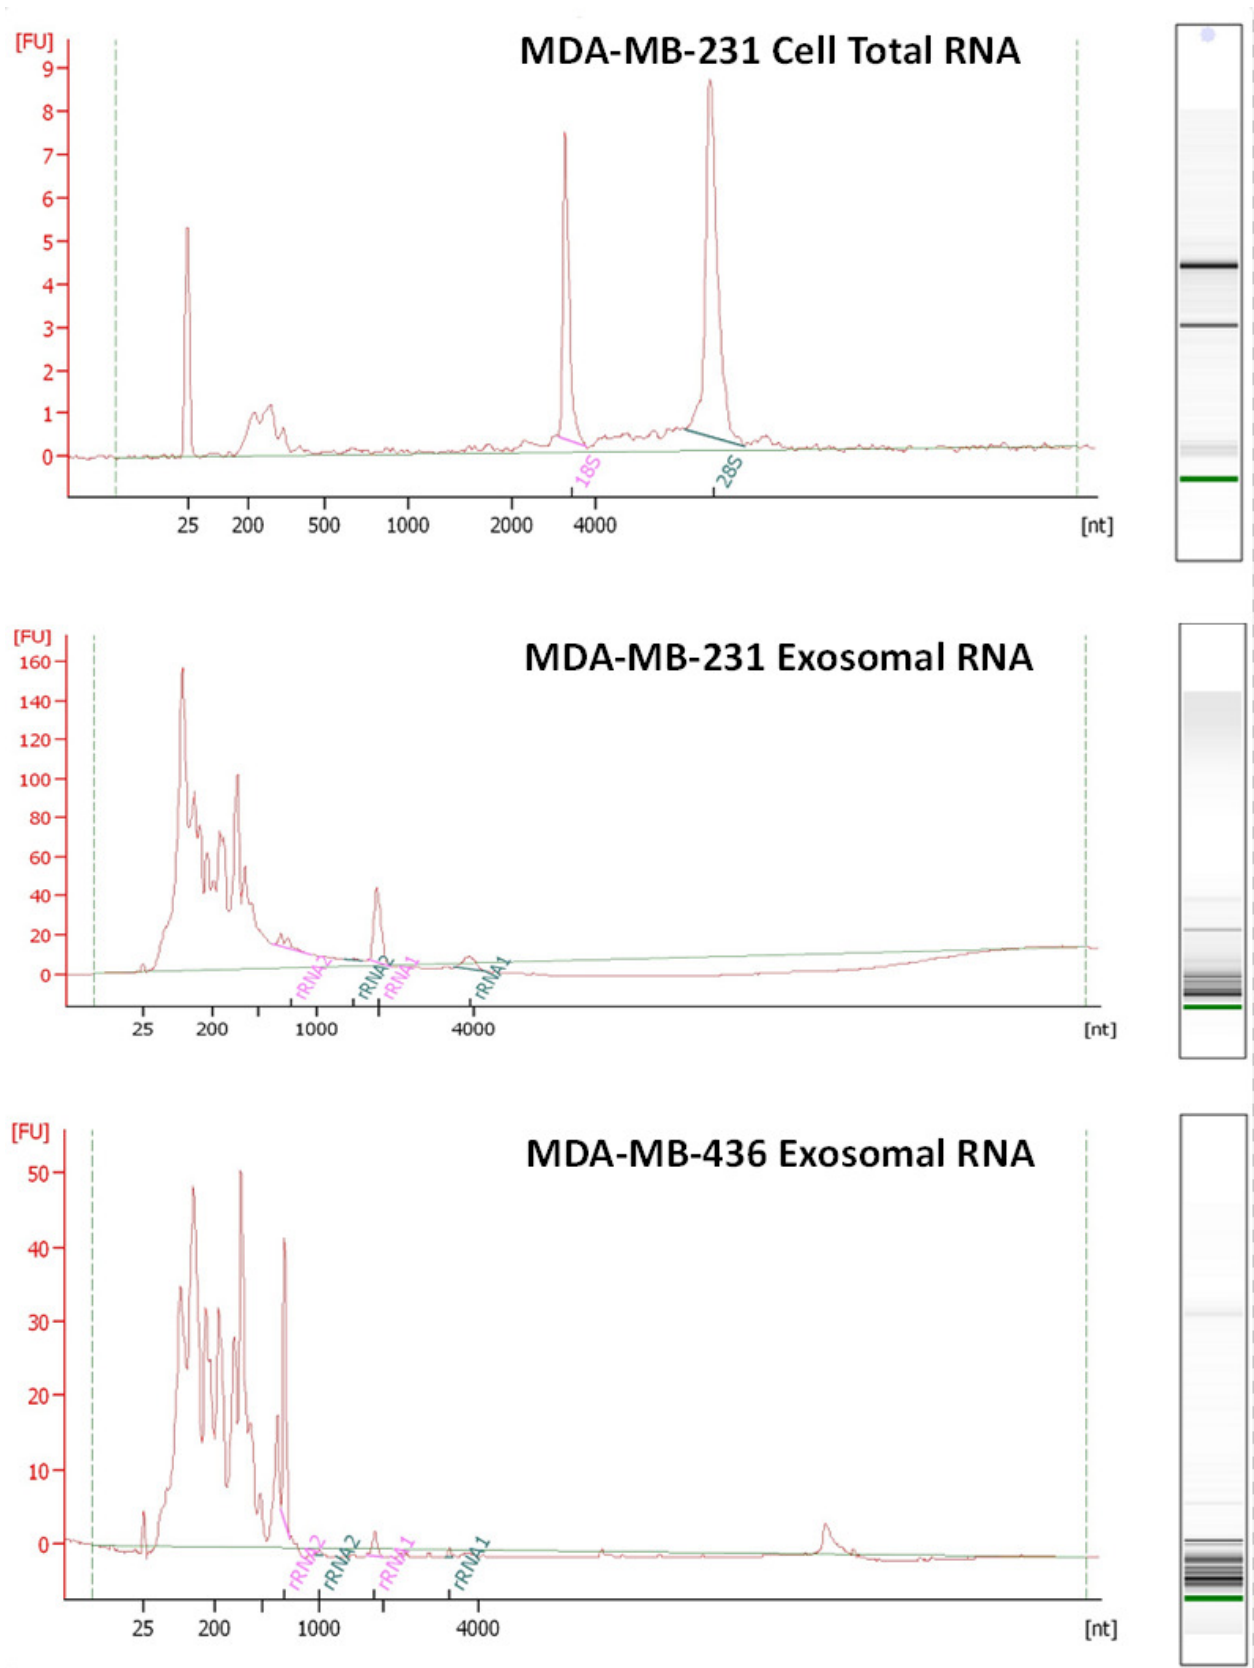 [FU]
MDA-MB-231 Cell Total RNA
9
8
7
6
5
4
3
2
1
0
18S
28S
25 200 500 1000 2000 4000 [nt]
[FU]
MDA-MB-231 Exosomal RNA
160
140
120
100
80
60
40
20
0
rRNA2 rRNA2 rRNA1 rRNA1
25 200 1000 4000 [nt]
[FU]
MDA-MB-436 Exosomal RNA
50
40
30
20
10
0
rRNA2 rRNA2 rRNA1 rRNA1
25 200 1000 4000 [nt]